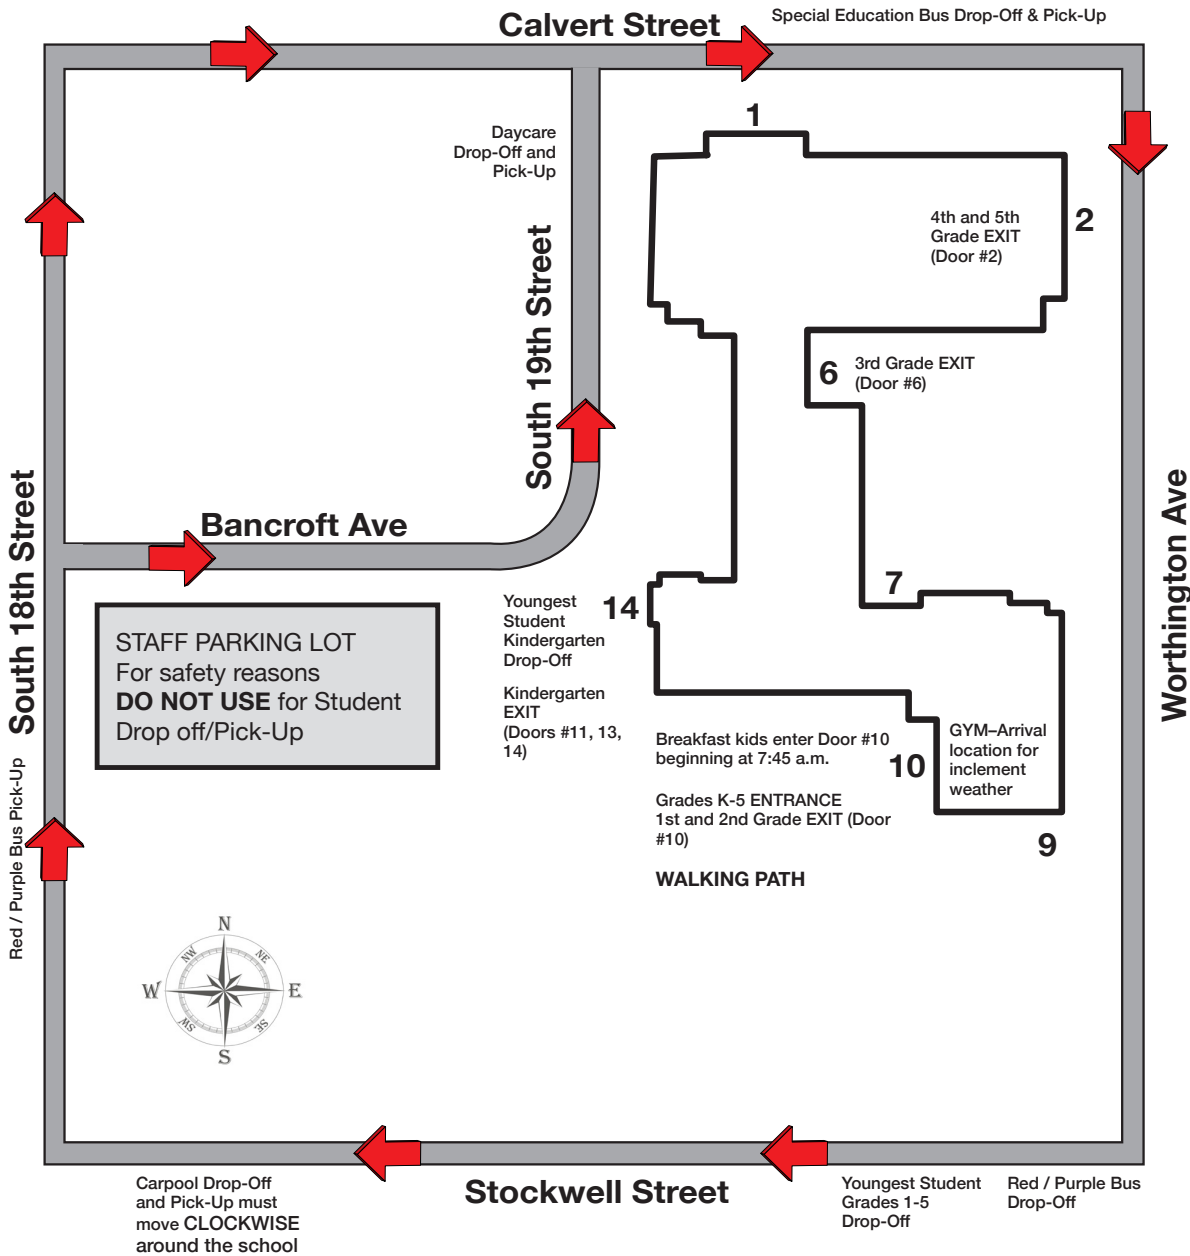 Calvert Street
Special Education Bus Drop-Off & Pick-Up
1
Daycare
Drop-Off and
Pick-Up
2
4th and 5th
Grade EXIT
(Door #2)
South 19th Street
6
3rd Grade EXIT
(Door #6)
South 18th Street
Bancroft Ave
Worthington Ave
7
STAFF PARKING LOT
For safety reasons
DO NOT USE for Student
Drop off/Pick-Up
Youngest
Student
Kindergarten
Drop-Off
14
Kindergarten
EXIT
(Doors #11, 13,
14)
Breakfast kids enter Door #10
beginning at 7:45 a.m.
10
GYM–Arrival
location for
inclement
weather
Grades K-5 ENTRANCE
1st and 2nd Grade EXIT (Door
#10)
9
WALKING PATH
Red / Purple Bus Pick-Up
N
NW
NE
W
E
SW
SE
S
Carpool Drop-Off
and Pick-Up must
move CLOCKWISE
around the school
Stockwell Street
Youngest Student
Grades 1-5
Drop-Off
Red / Purple Bus
Drop-Off